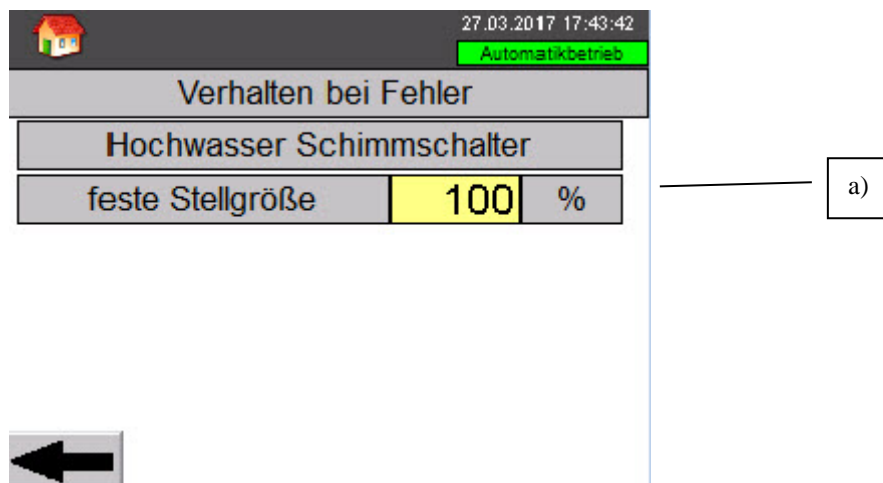 27.03.2017 17:43:42
Automatikbetrieb
Verhalten bei Fehler
Hochwasser Schimmschalter
feste Stellgröße 100 %
a)